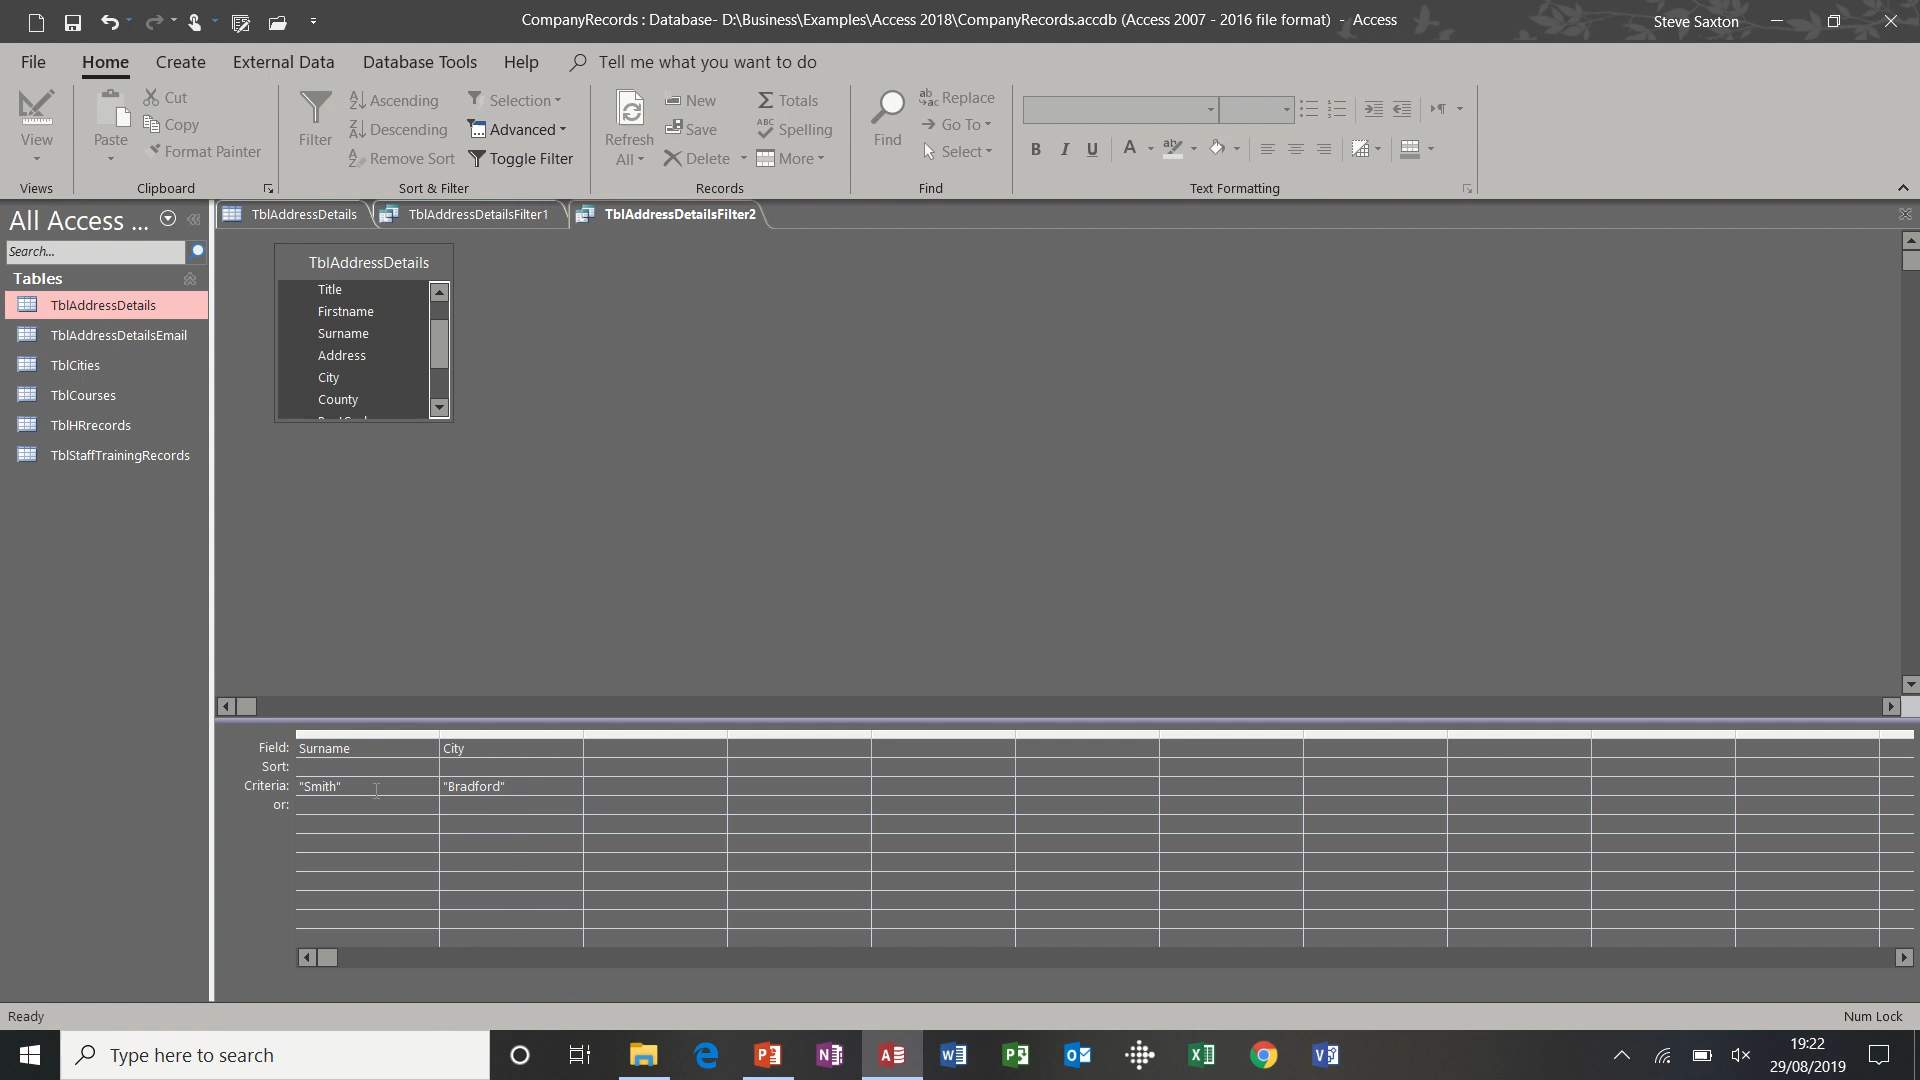 CompanyRecords : Database- D:\Business\Examples\Access 2018\CompanyRecords.accdb (Access 2007 - 2016 file format) - Access
Steve Saxton
File Home Create External Data Database Tools Help Tell me what you want to do
View
Views
Paste
Cut
Copy
Format Painter
Clipboard
Filter
Ascending
Descending
Remove Sort
Selection
Advanced
Toggle Filter
Sort & Filter
Refresh
All
New
Save
Delete
Totals
Spelling
More
Records
Find
Replace
Go To
Select
Find
B I U A
Text Formatting
All Access ...
Search...
Tables
TblAddressDetails
TblAddressDetailsEmail
TblCities
TblCourses
TblHRrecords
TblStaffTrainingRecords
TblAddressDetails TblAddressDetailsFilter1 TblAddressDetailsFilter2
TblAddressDetails
Title
Firstname
Surname
Address
City
County
Field: Surname City
Sort:
Criteria: "Smith" "Bradford"
or:
Ready
Num Lock
Type here to search
19:22
29/08/2019